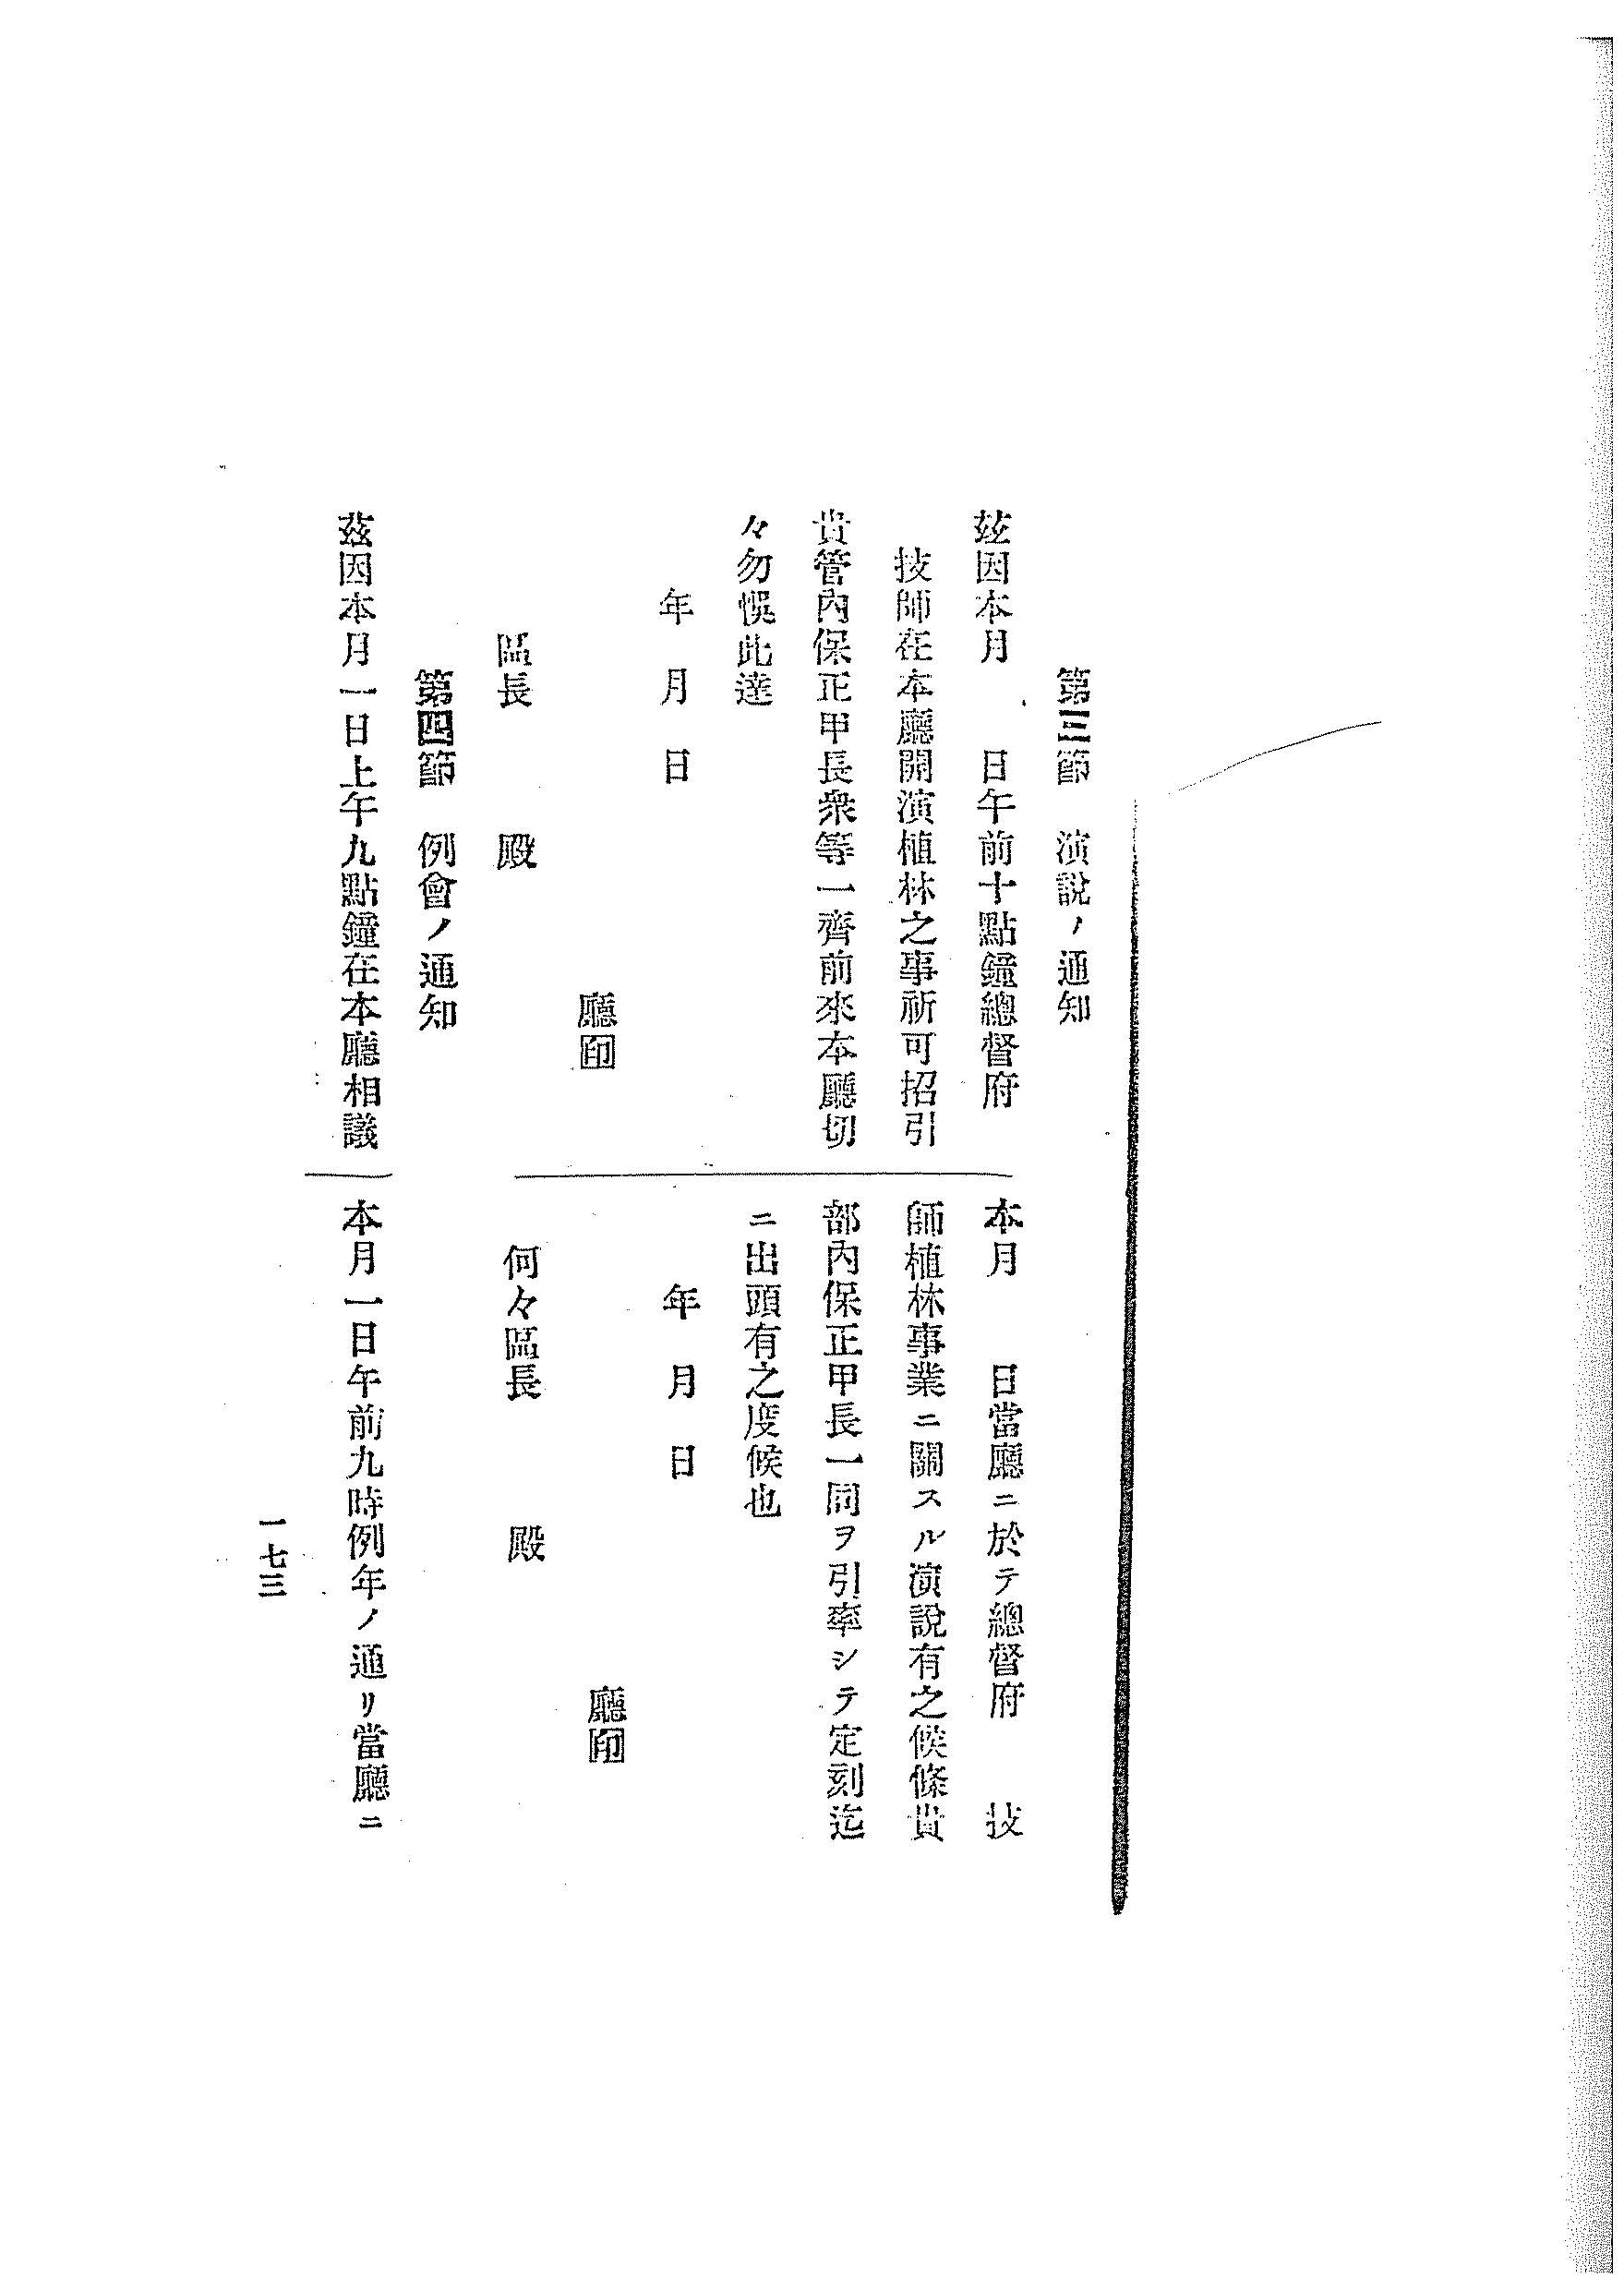 第三節　演說ノ通知
茲因本月　　日午前十點鐘總督府
技師在本廳開演植林之事祈可招引
貴管內保正甲長衆等一齊前來本廳切
々勿悞此達
年　月　日
廳印
區長　　　殿
本月　　日當廳ニ於テ總督府　　技
師植林事業ニ關スル演說有之候條貴
部內保正甲長一同ヲ引率シテ定刻迄
ニ出頭有之度候也
年　月　日
廳印
何々區長　　　殿
第四節　例會ノ通知
茲因本月一日上午九點鐘在本廳相議
本月一日午前九時例年ノ通リ當廳ニ
一七三